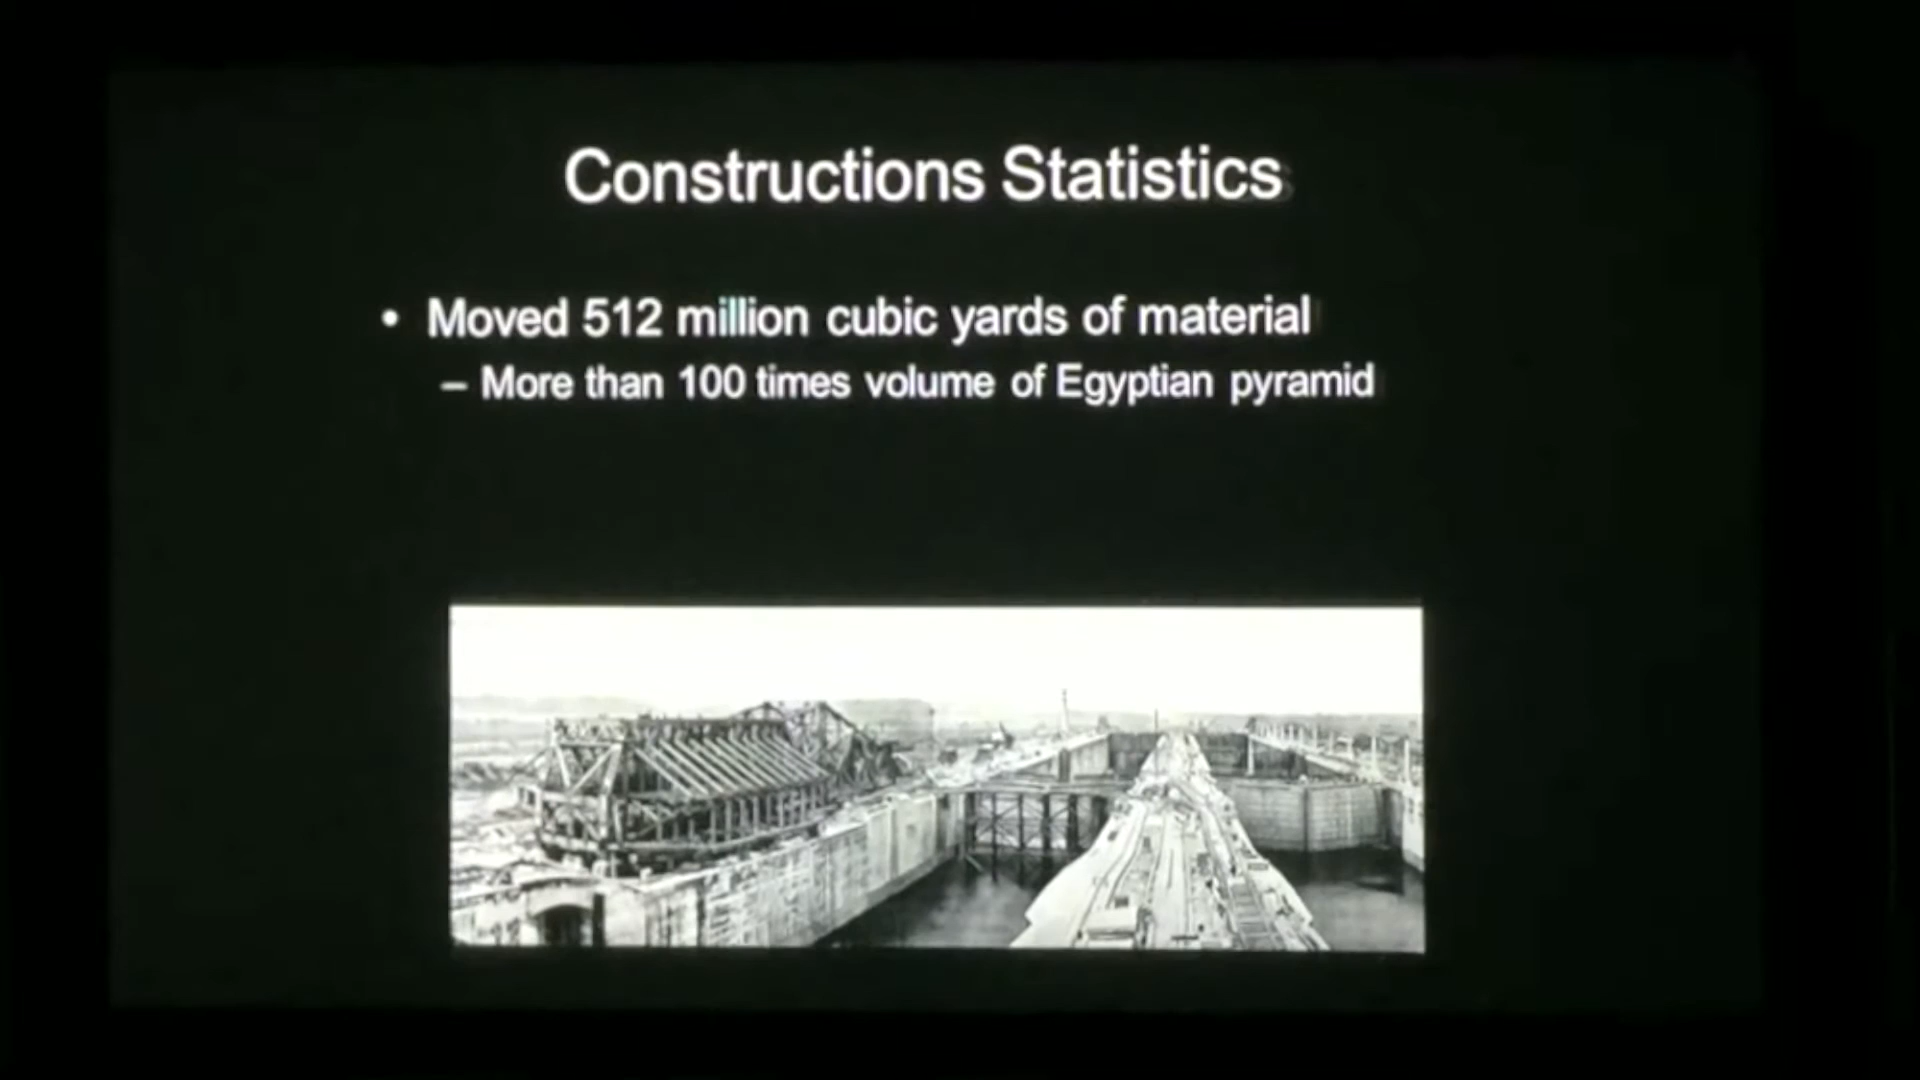 Constructions Statistics
• Moved 512 million cubic yards of material
– More than 100 times volume of Egyptian pyramid